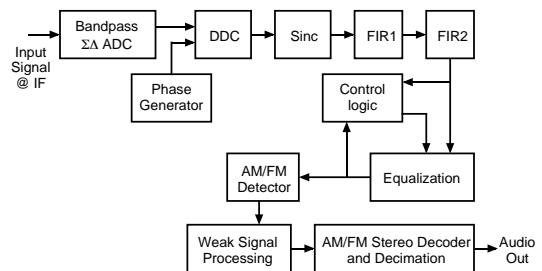 Bandpass
ΣΔ ADC
DDC
Sinc
FIR1
FIR2
Input
Signal
@ IF
Phase
Generator
Control
logic
AM/FM
Detector
Equalization
Weak Signal
Processing
AM/FM Stereo Decoder
and Decimation
Audio
Out